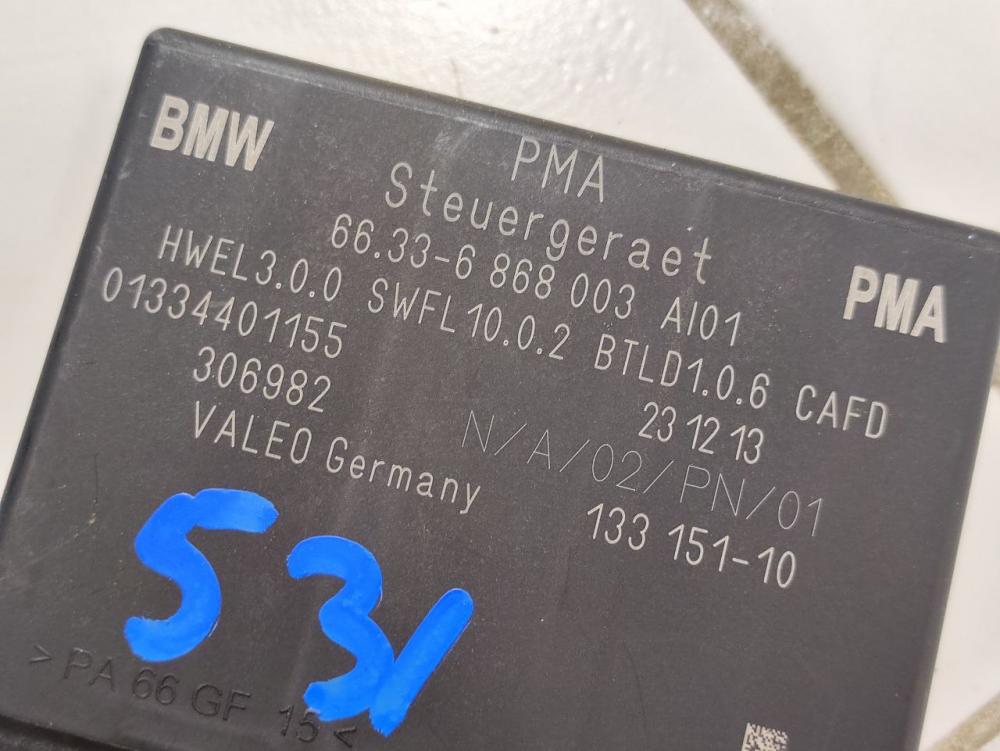 BMW
PMA
Steuergeraet
66.33-6 868 003 AI01
PMA
HWEL3.0.0 SWFL10.0.2 BTLD1.0.6 CAFD
01334401155
23 12 13
306982
N/A/02/PN/01
VALEO Germany
133 151-10
531
> PA 66 GF 15 <